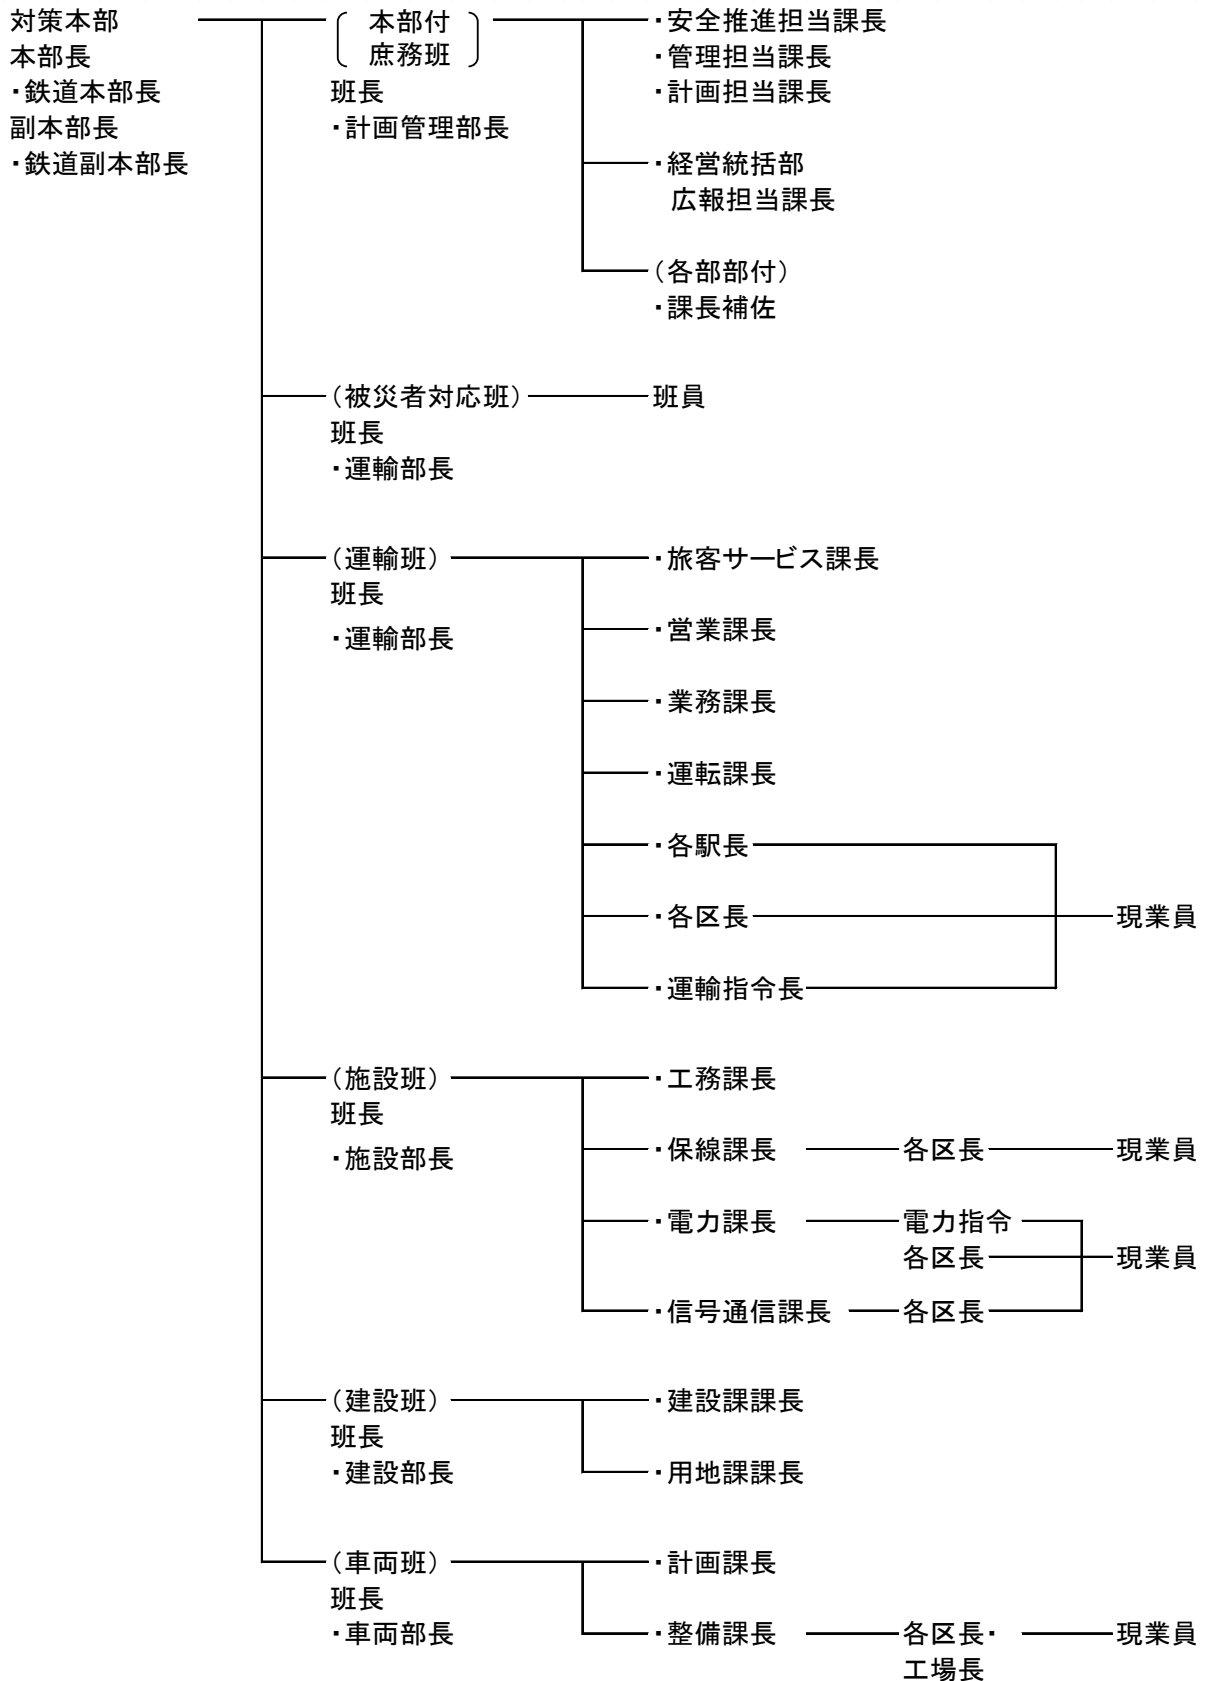 対策本部
本部長
・鉄道本部長
副本部長
・鉄道副本部長
本部付
庶務班
班長
・計画管理部長
・安全推進担当課長
・管理担当課長
・計画担当課長
・経営統括部
広報担当課長
（各部部付）
・課長補佐
（被災者対応班）
班長
・運輸部長
班員
（運輸班）
班長
・運輸部長
・旅客サービス課長
・営業課長
・業務課長
・運転課長
・各駅長
・各区長
・運輸指令長
現業員
（施設班）
班長
・施設部長
・工務課長
・保線課長 各区長 現業員
・電力課長 電力指令
各区長 現業員
・信号通信課長 各区長
（建設班）
班長
・建設部長
・建設課課長
・用地課課長
（車両班）
班長
・車両部長
・計画課長
・整備課長 各区長・ 現業員
工場長